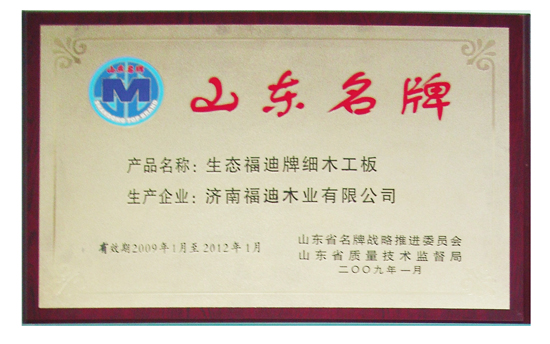 山东名牌
山东名牌
产品名称：生态福迪牌细木工板
生产企业：济南福迪木业有限公司
有效期2009年1月至2012年1月
山东省名牌战略推进委员会
山东省质量技术监督局
二〇〇九年一月